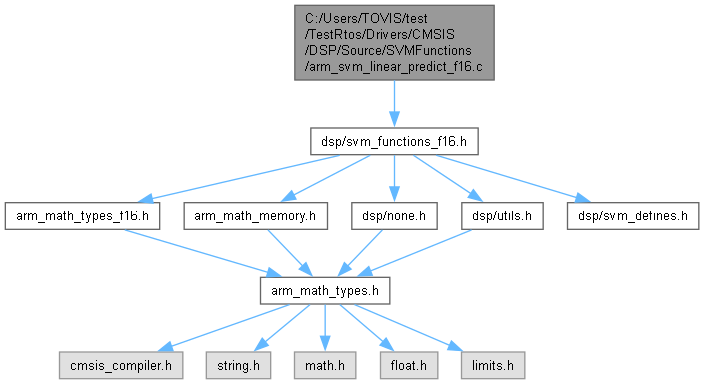 C:/Users/TOVIS/test
/TestRtos/Drivers/CMSIS
/DSP/Source/SVMFunctions
/arm_svm_linear_predict_f16.c
dsp/svm_functions_f16.h
arm_math_types_f16.h
arm_math_memory.h
dsp/none.h
dsp/utils.h
dsp/svm_defines.h
arm_math_types.h
cmsis_compiler.h
string.h
math.h
float.h
limits.h